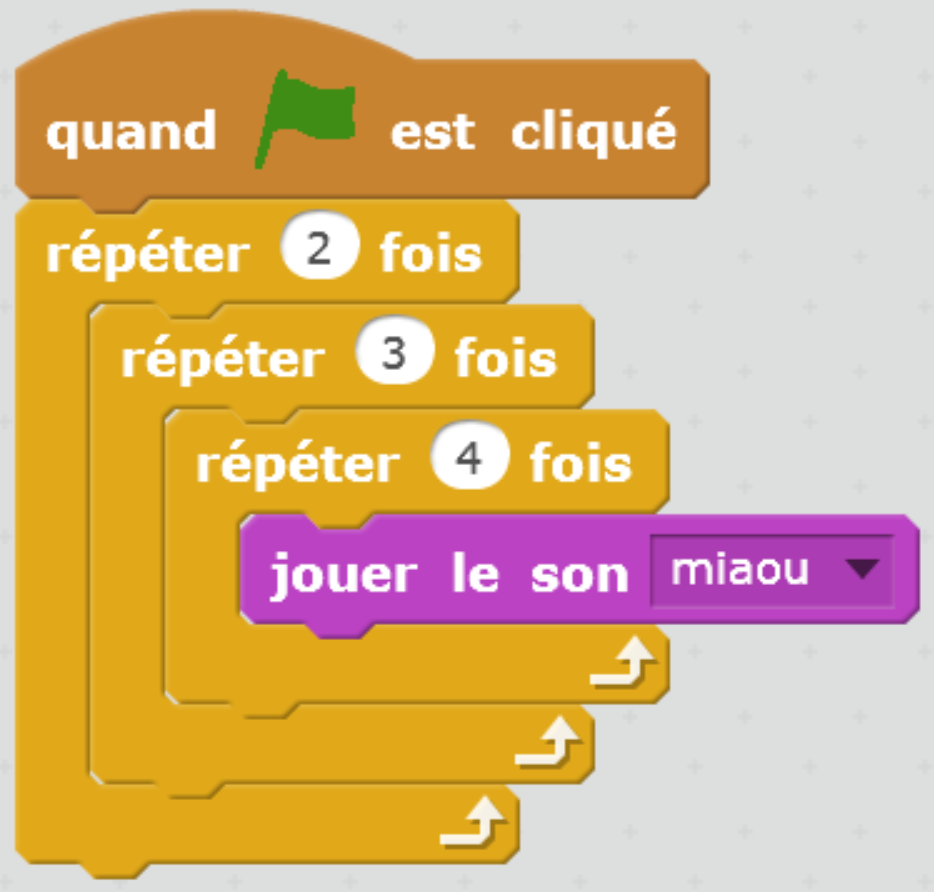 quand est cliqué
répéter 2 fois
répéter 3 fois
répéter 4 fois
jouer le son miaou